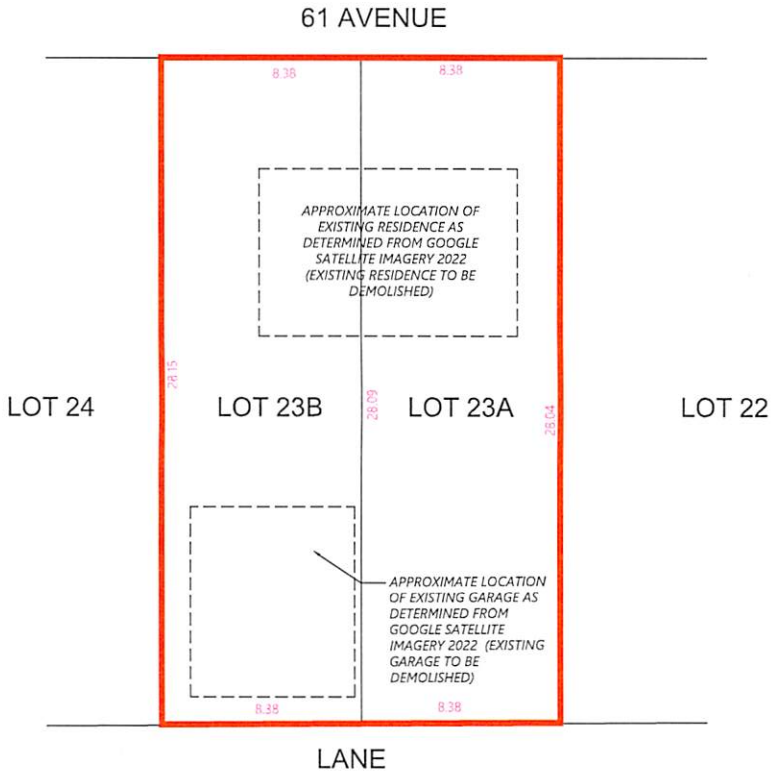 61 AVENUE
8.38
8.38
APPROXIMATE LOCATION OF
EXISTING RESIDENCE AS
DETERMINED FROM GOOGLE
SATELLITE IMAGERY 2022
(EXISTING RESIDENCE TO BE
DEMOLISHED)
28.15
28.09
28.04
LOT 24
LOT 23B
LOT 23A
LOT 22
APPROXIMATE LOCATION
OF EXISTING GARAGE AS
DETERMINED FROM
GOOGLE SATELLITE
IMAGERY 2022 (EXISTING
GARAGE TO BE
DEMOLISHED)
8.38
8.38
LANE